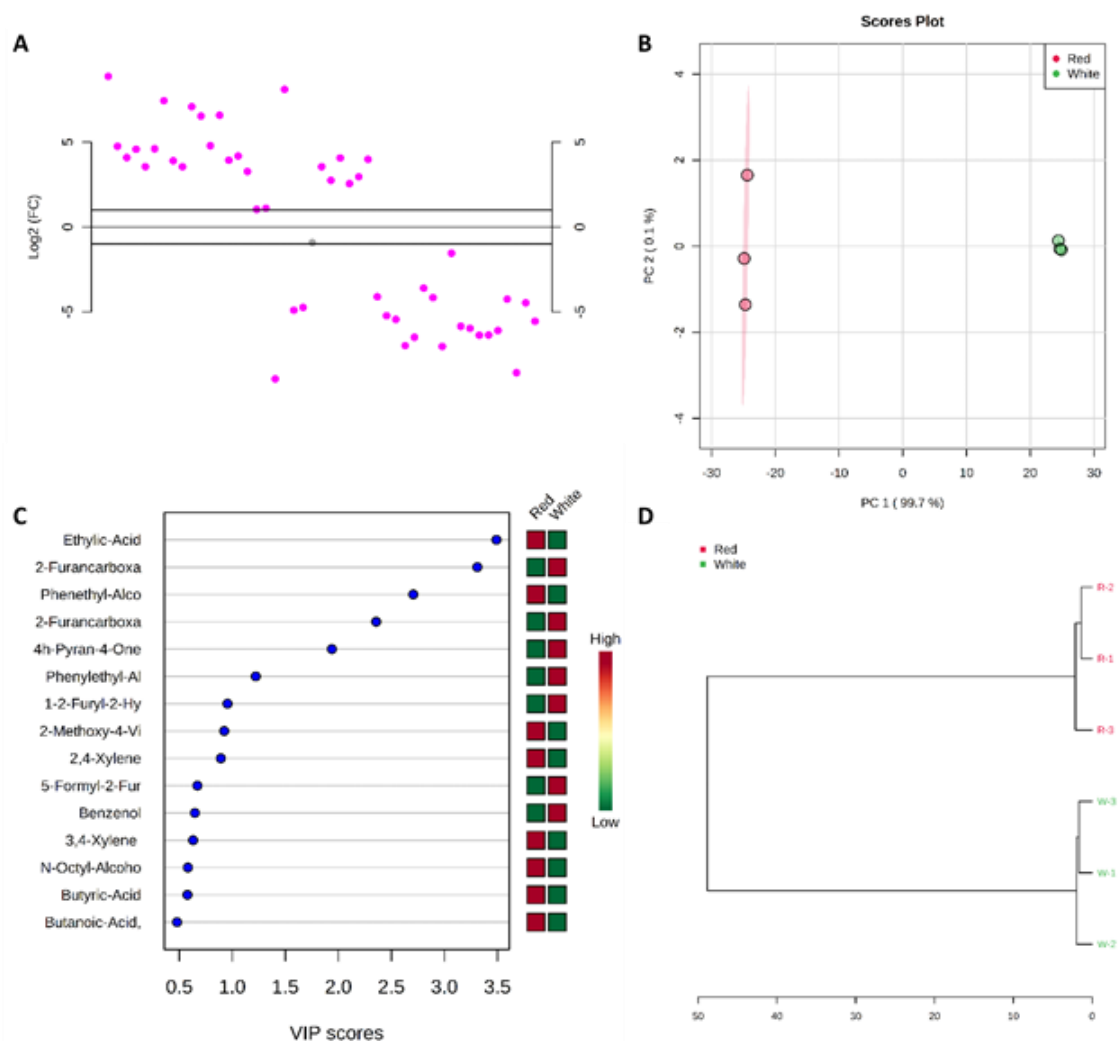 A
Log2 (FC)
5
0
-5
5
0
-5
B
Scores Plot
Red
White
PC 2 ( 0.1 %)
4
2
0
-2
-4
-30
-20
-10
0
10
20
30
PC 1 ( 99.7 %)
C
Red
White
Ethylic-Acid
2-Furancarboxa
Phenethyl-Alco
2-Furancarboxa
4h-Pyran-4-One
Phenylethyl-Al
1-2-Furyl-2-Hy
2-Methoxy-4-Vi
2,4-Xylene
5-Formyl-2-Fur
Benzenol
3,4-Xylene
N-Octyl-Alcoho
Butyric-Acid
Butanoic-Acid,
0.5 1.0 1.5 2.0 2.5 3.0 3.5
VIP scores
High
Low
D
Red
White
R-2
R-1
R-3
W-3
W-1
W-2
50 40 30 20 10 0